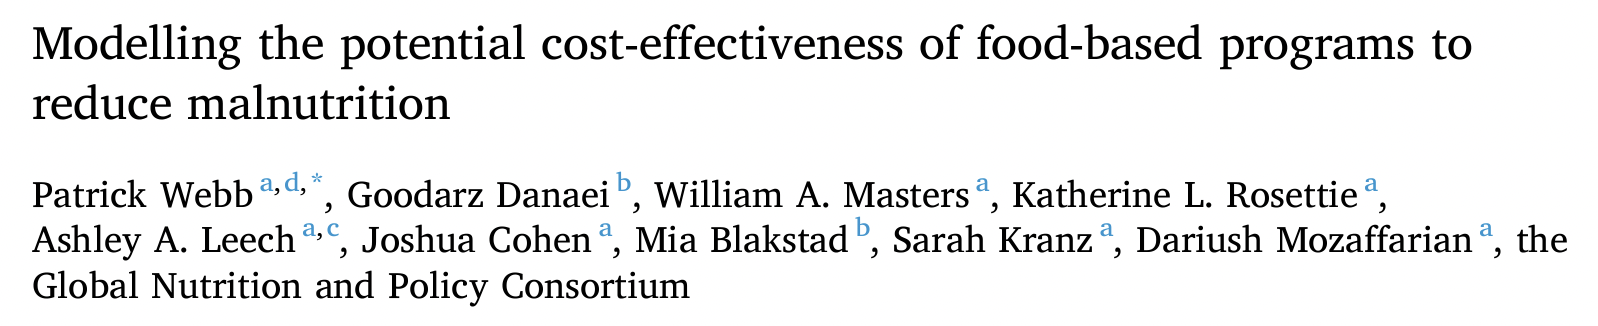 Modelling the potential cost-effectiveness of food-based programs to
reduce malnutrition
Patrick Webb a,d,*, Goodarz Danaei b, William A. Masters a, Katherine L. Rosettie a,
Ashley A. Leech a,c, Joshua Cohen a, Mia Blakstad b, Sarah Kranz a, Dariush Mozaffarian a, the
Global Nutrition and Policy Consortium